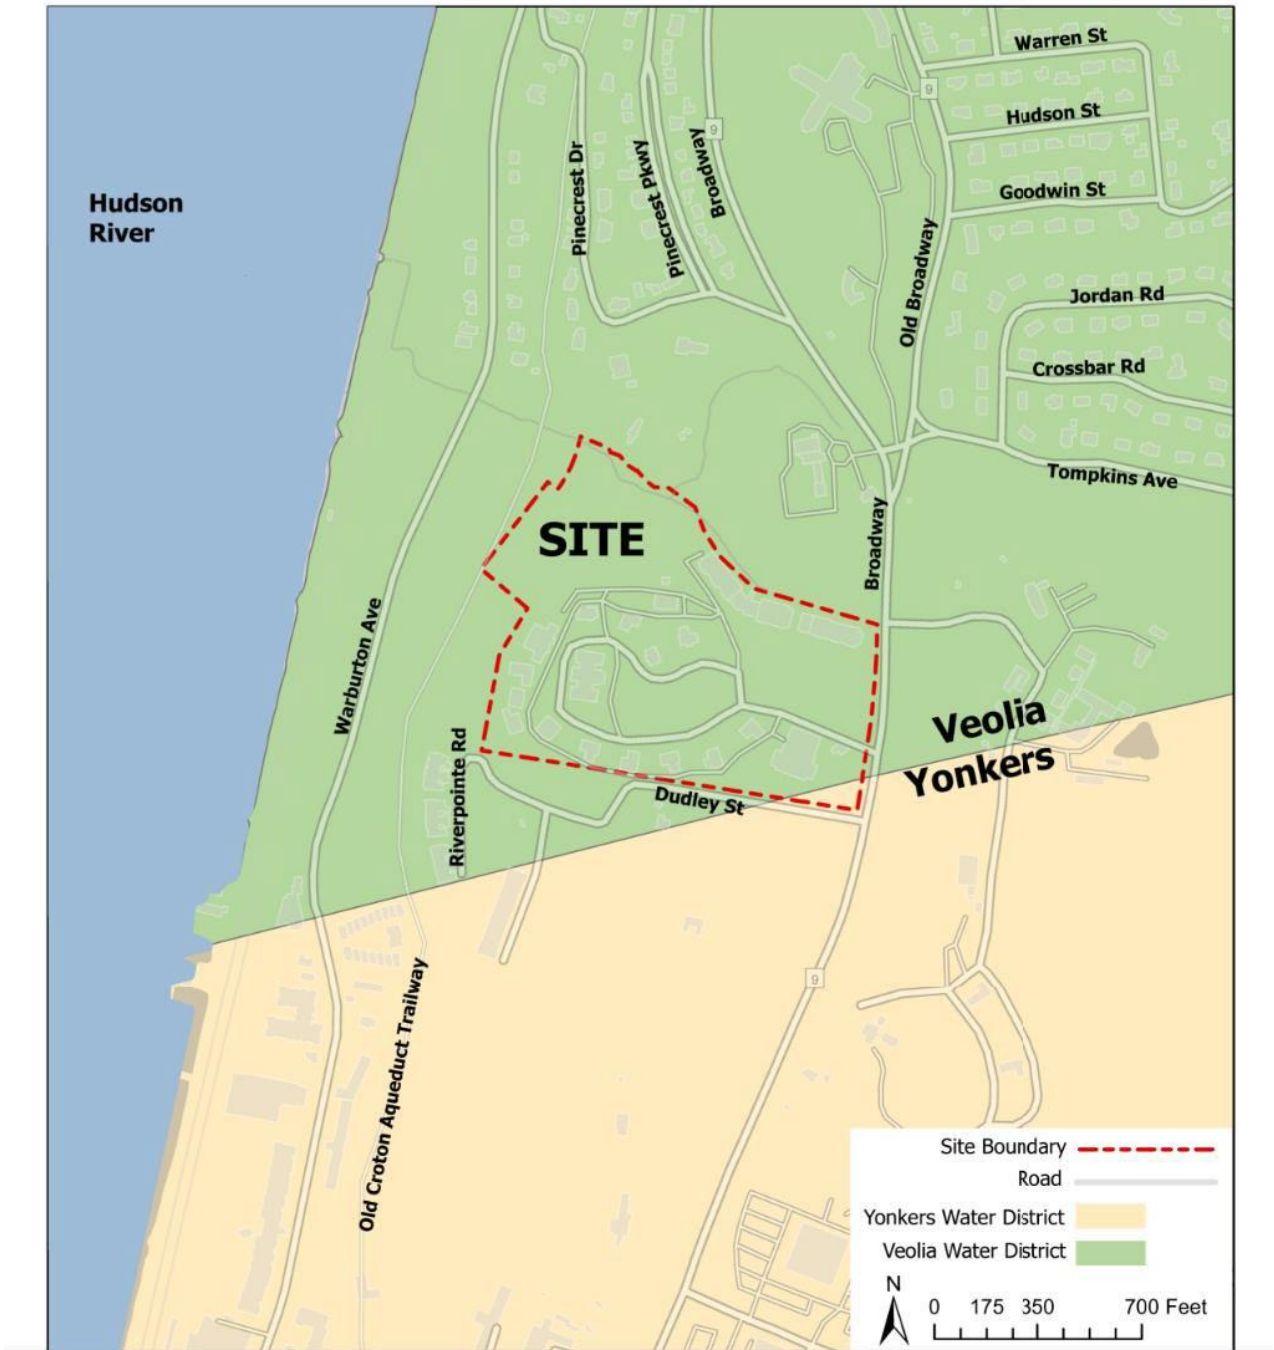 Warren St
9
Hudson St
9
Goodwin St
Hudson
River
Pinecrest Dr
Pinecrest Pkwy
Broadway
Old Broadway
Jordan Rd
Crossbar Rd
Tompkins Ave
SITE
Broadway
Warburton Ave
Veolia
Yonkers
Riverpointe Rd
Dudley St
9
Old Croton Aqueduct Trailway
Site Boundary
Road
Yonkers Water District
Veolia Water District
N
0 175 350 700 Feet